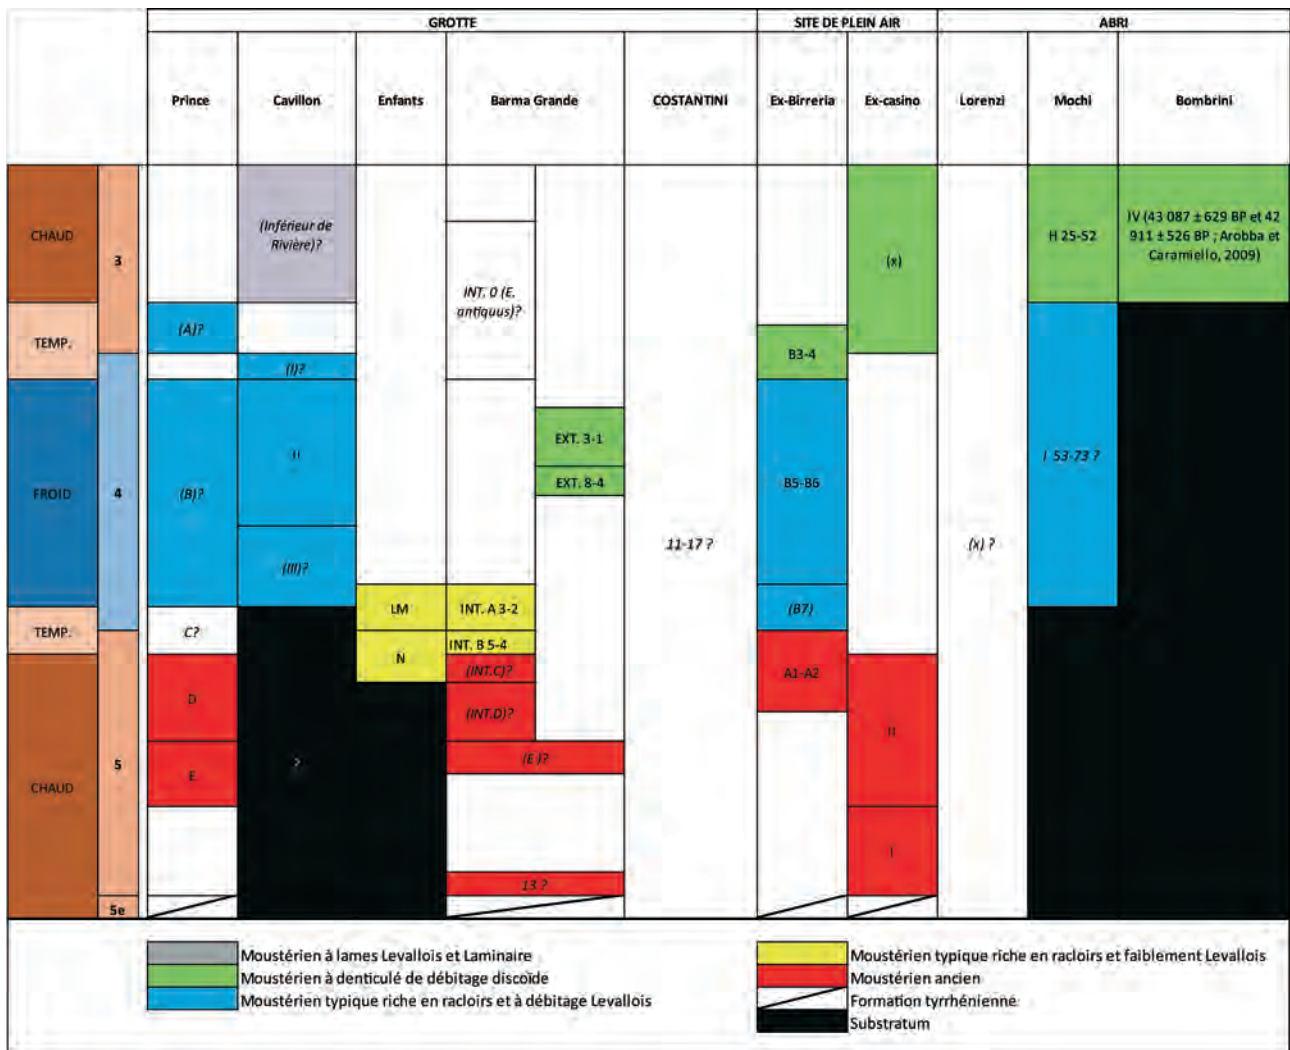 GROTTE SITE DE PLEIN AIR ABRI
Prince Cavillon Enfants Barma Grande COSTANTINI Ex-Birreria Ex-casino Lorenzi Mochi Bombrini
CHAUD
3
(Inférieur de
Rivière)?
INT. 0 (E.
antiquus)?
(x)
H 25-52
IV (43 087 ± 629 BP et 42
911 ± 526 BP ; Arobba et
Caramiello, 2009)
TEMP.
(A)?
B3-4
(I)?
FROID
4
(B)?
II
EXT. 3-1
EXT. 8-4
B5-B6
I 53-73 ?
(III)?
11-17 ?
(x) ?
LM
INT. A 3-2
(B7)
TEMP.
C?
N
INT. B 5-4
(INT.C)?
A1-A2
CHAUD
5
D
(INT.D)?
II
E
?
(E )?
I
13 ?
5e
Moustérien à lames Levallois et Laminaire
Moustérien à denticulé de débitage discoïde
Moustérien typique riche en racloirs et à débitage Levallois
Moustérien typique riche en racloirs et faiblement Levallois
Moustérien ancien
Formation tyrrhénienne
Substratum